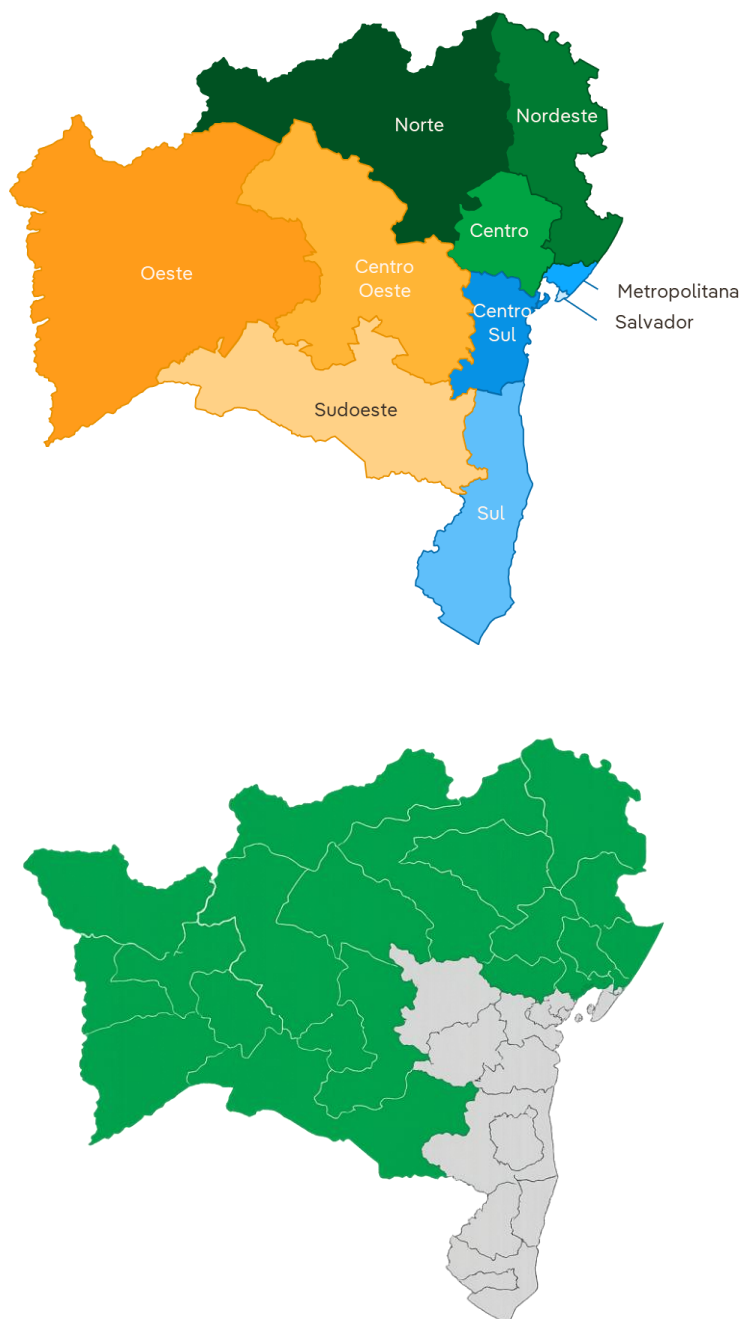 Norte
Nordeste
Centro
Oeste
Centro
Oeste
Metropolitana
Centro
Sul
Salvador
Sudoeste
Sul